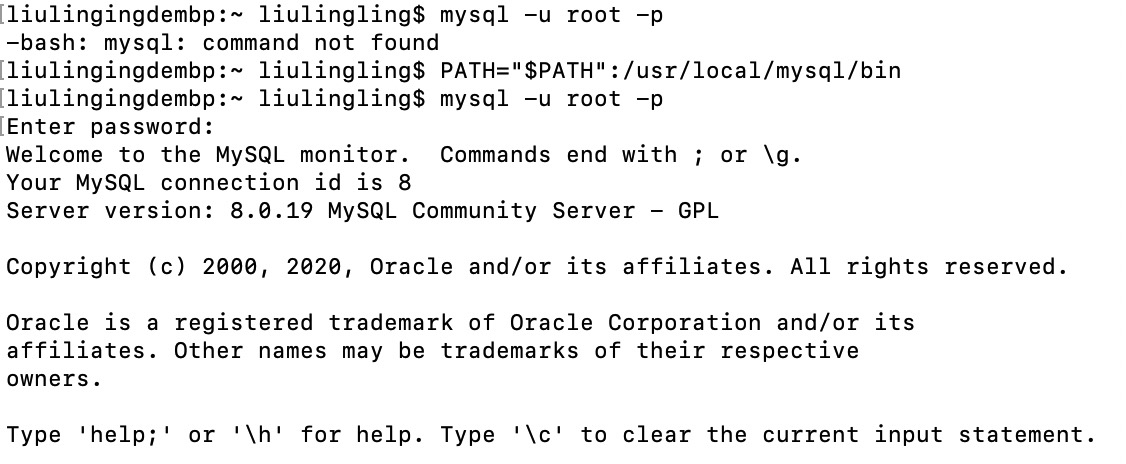 [liulingingdembp:~ liulingling$ mysql -u root -p
-bash: mysql: command not found
[liulingingdembp:~ liulingling$ PATH="$PATH":/usr/local/mysql/bin
[liulingingdembp:~ liulingling$ mysql -u root -p
[Enter password:
Welcome to the MySQL monitor.  Commands end with ; or \g.
Your MySQL connection id is 8
Server version: 8.0.19 MySQL Community Server - GPL

Copyright (c) 2000, 2020, Oracle and/or its affiliates. All rights reserved.

Oracle is a registered trademark of Oracle Corporation and/or its
affiliates. Other names may be trademarks of their respective
owners.

Type 'help;' or '\h' for help. Type '\c' to clear the current input statement.